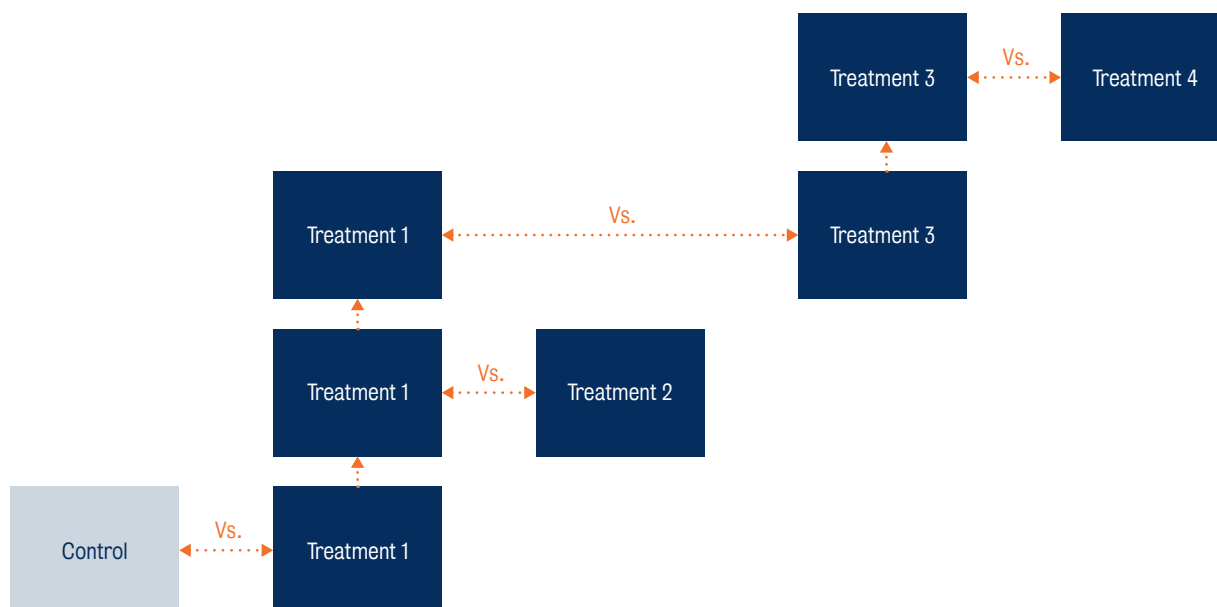 Treatment 3
Vs.
Treatment 4
Treatment 1
Vs.
Treatment 3
Treatment 1
Vs.
Treatment 2
Control
Vs.
Treatment 1